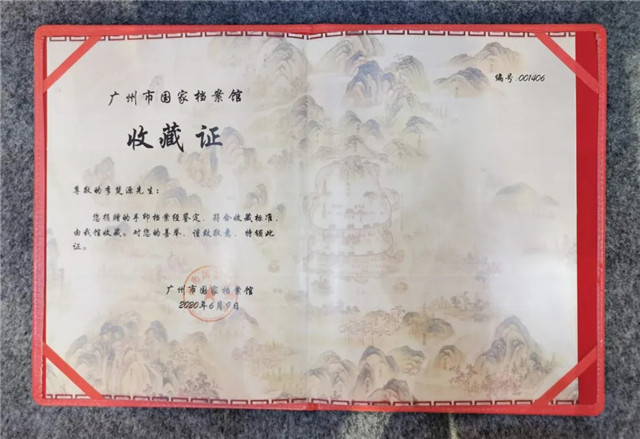 编号:001406
广州市国家档案馆
收藏证
尊敬的李楚源先生:
您捐赠的手印档案经鉴定,符合收藏标准,
由我馆收藏。对您的善举,谨致敬意,特颁此
证。
广州市国家档案馆
2020年6月9日